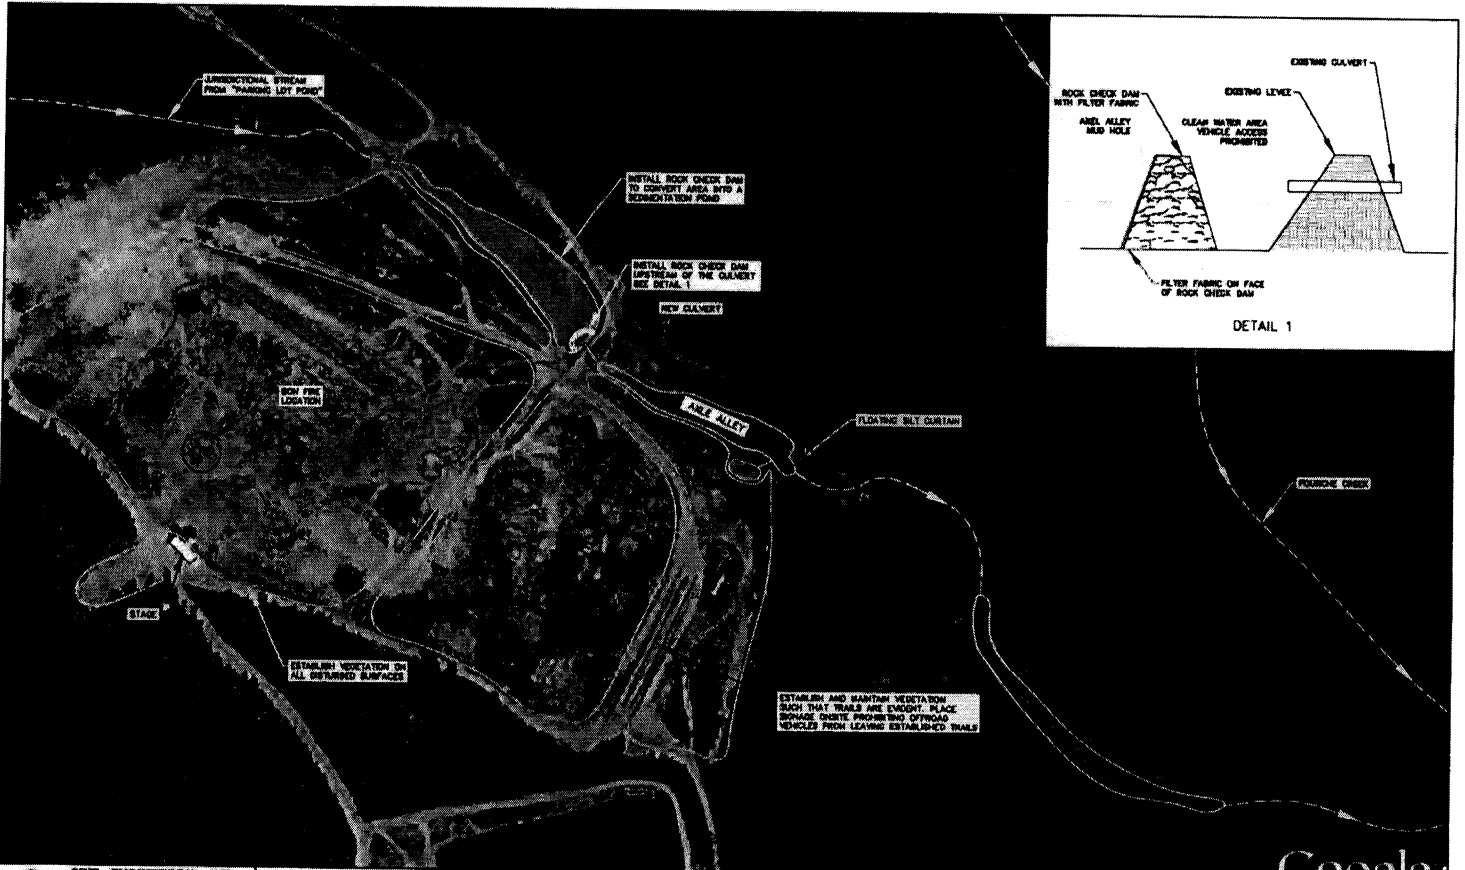 JURISDICTIONAL STREAM
FROM "PARKING LOT POND"
INSTALL ROCK CHECK DAM
TO CONVERT AREA INTO A
SEDIMENTATION POND
INSTALL ROCK CHECK DAM
UPSTREAM OF THE CULVERT
SEE DETAIL 1
NEW CULVERT
BON FIRE
LOCATION
AXLE ALLEY
FLOATING SILT CURTAIN
FOURCHE CREEK
STAGE
ESTABLISH VEGETATION ON
ALL DISTURBED SURFACES
ESTABLISH AND MAINTAIN VEGETATION
SUCH THAT TRAILS ARE EVIDENT. PLACE
SIGNAGE ONSITE PROHIBITING OFFROAD
VEHICLES FROM LEAVING ESTABLISHED TRAILS
EXISTING CULVERT
EXISTING LEVEE
ROCK CHECK DAM
WITH FILTER FABRIC
AXEL ALLEY
MUD HOLE
CLEAN WATER AREA
VEHICLE ACCESS
PROHIBITED
FILTER FABRIC ON FACE
OF ROCK CHECK DAM
DETAIL 1
Google